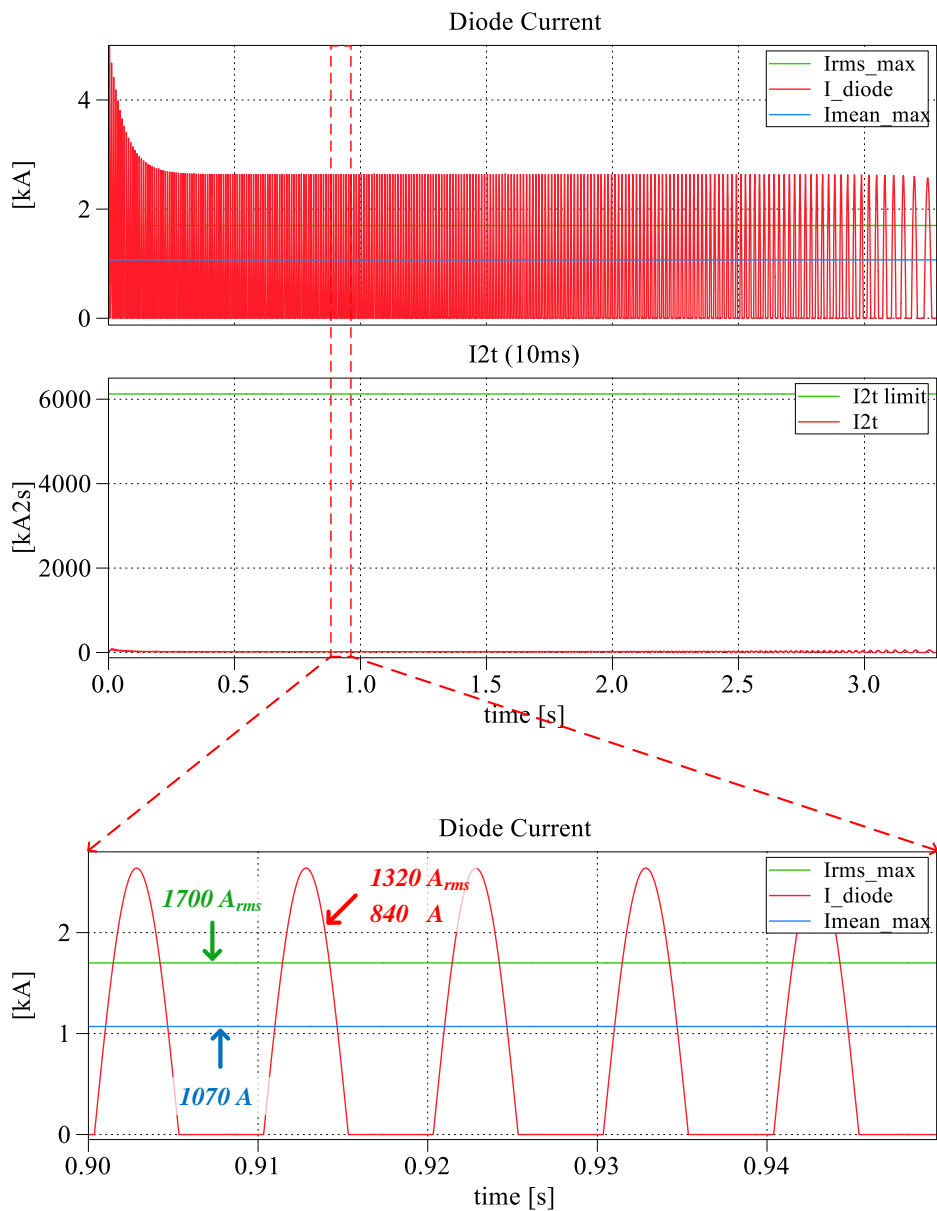 Diode Current
Irms_max
I_diode
Imean_max
4
2
0
[kA]
I2t (10ms)
I2t limit
I2t
6000
4000
2000
0
[kA2s]
0.0 0.5 1.0 1.5 2.0 2.5 3.0
time [s]
Diode Current
Irms_max
I_diode
Imean_max
1700 Arms
1320 Arms
840 A
1070 A
2
1
0
[kA]
0.90 0.91 0.92 0.93 0.94
time [s]